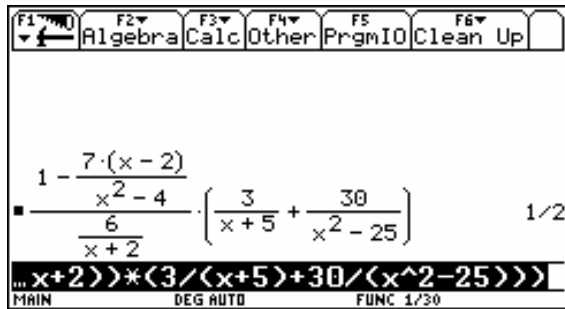 F1 F2 F3 F4 F5 F6
Algebra Calc Other PrgmIO Clean Up
1 - 7·(x - 2)
x² - 4
6
x + 2
· ( 3
x + 5
+ 30
x² - 25 )
1/2
…x+2))*(3/(x+5)+30/(x^2-25)))
MAIN DEG AUTO FUNC 1/30